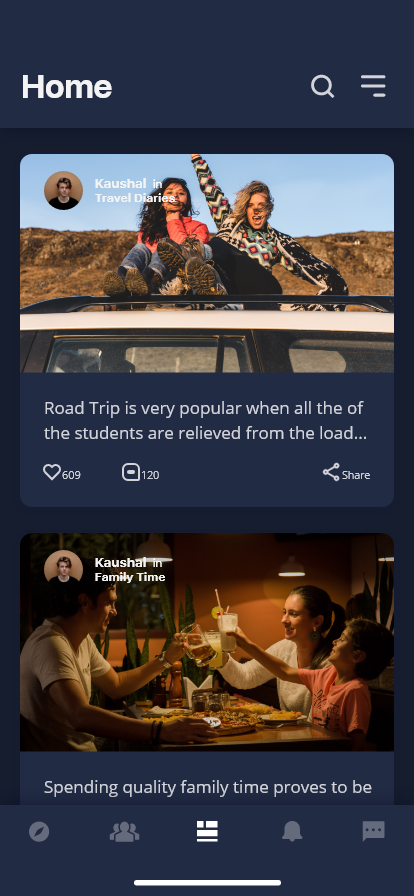 Home
Kaushal in
Travel Diaries
Road Trip is very popular when all the of
the students are relieved from the load...
609
120
Share
Kaushal in
Family Time
Spending quality family time proves to be